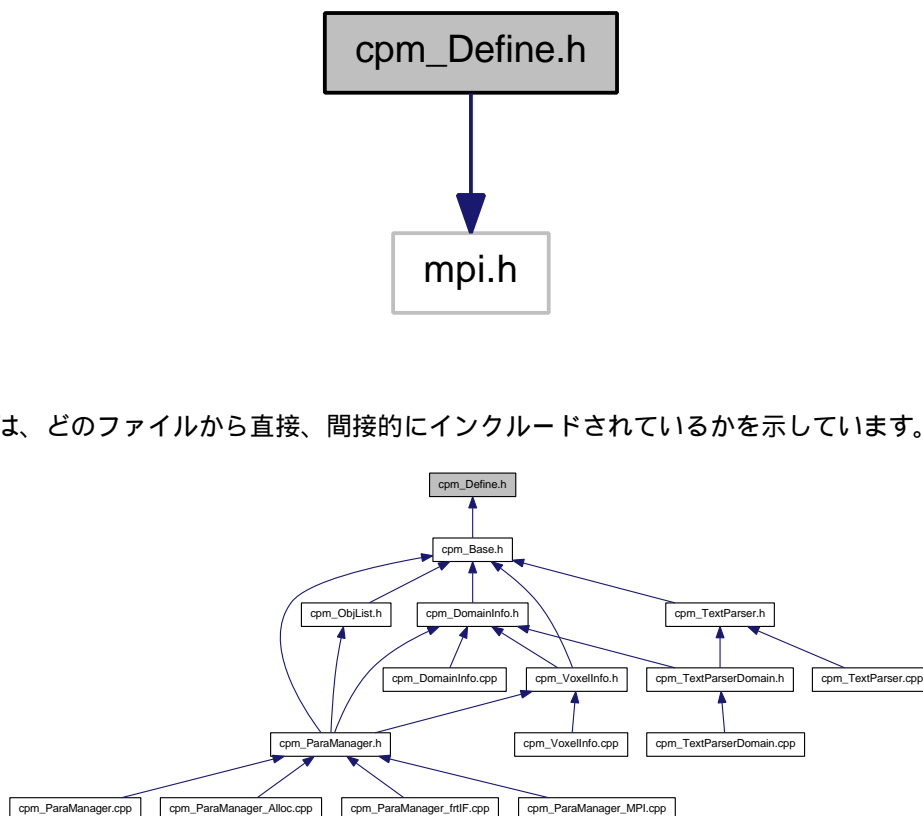 cpm_Define.h
mpi.h
は、どのファイルから直接、間接的にインクルードされているかを示しています。
cpm_Define.h
cpm_Base.h
cpm_ObjList.h cpm_DomainInfo.h cpm_TextParser.h
cpm_DomainInfo.cpp cpm_VoxelInfo.h cpm_TextParserDomain.h cpm_TextParser.cpp
cpm_ParaManager.h cpm_VoxelInfo.cpp cpm_TextParserDomain.cpp
cpm_ParaManager.cpp cpm_ParaManager_Alloc.cpp cpm_ParaManager_frtIF.cpp cpm_ParaManager_MPI.cpp